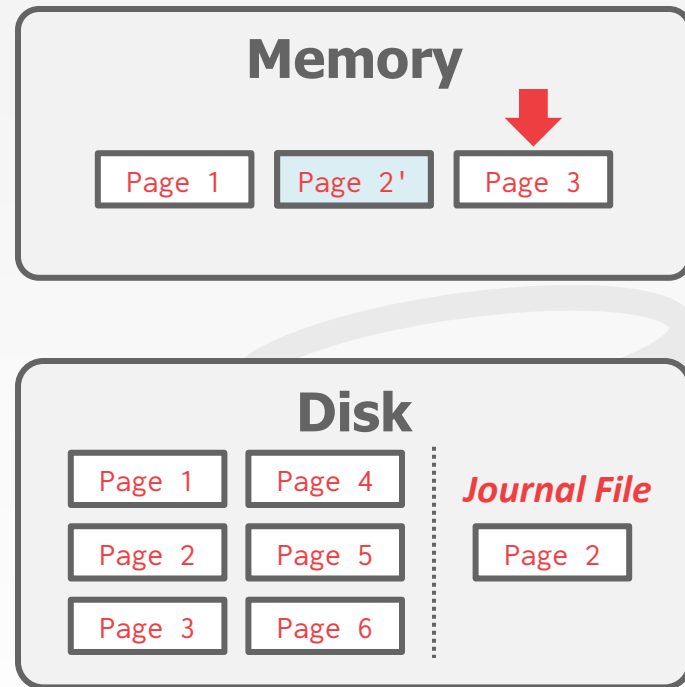 Memory
Page 1 Page 2' Page 3
Disk
Page 1 Page 4
Journal File
Page 2 Page 5 Page 2
Page 3 Page 6